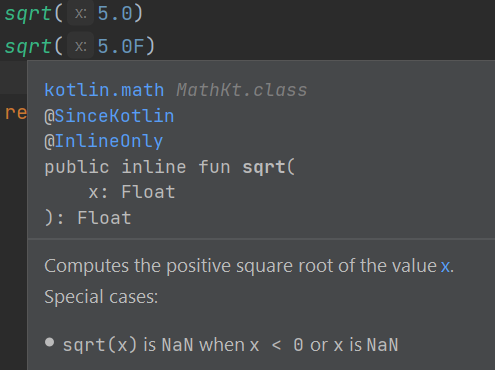 sqrt( x: 5.0)
sqrt( x: 5.0F)
re
kotlin.math MathKt.class
@SinceKotlin
@InlineOnly
public inline fun sqrt(
    x: Float
): Float
Computes the positive square root of the value x.
Special cases:
● sqrt(x) is NaN when x < 0 or x is NaN